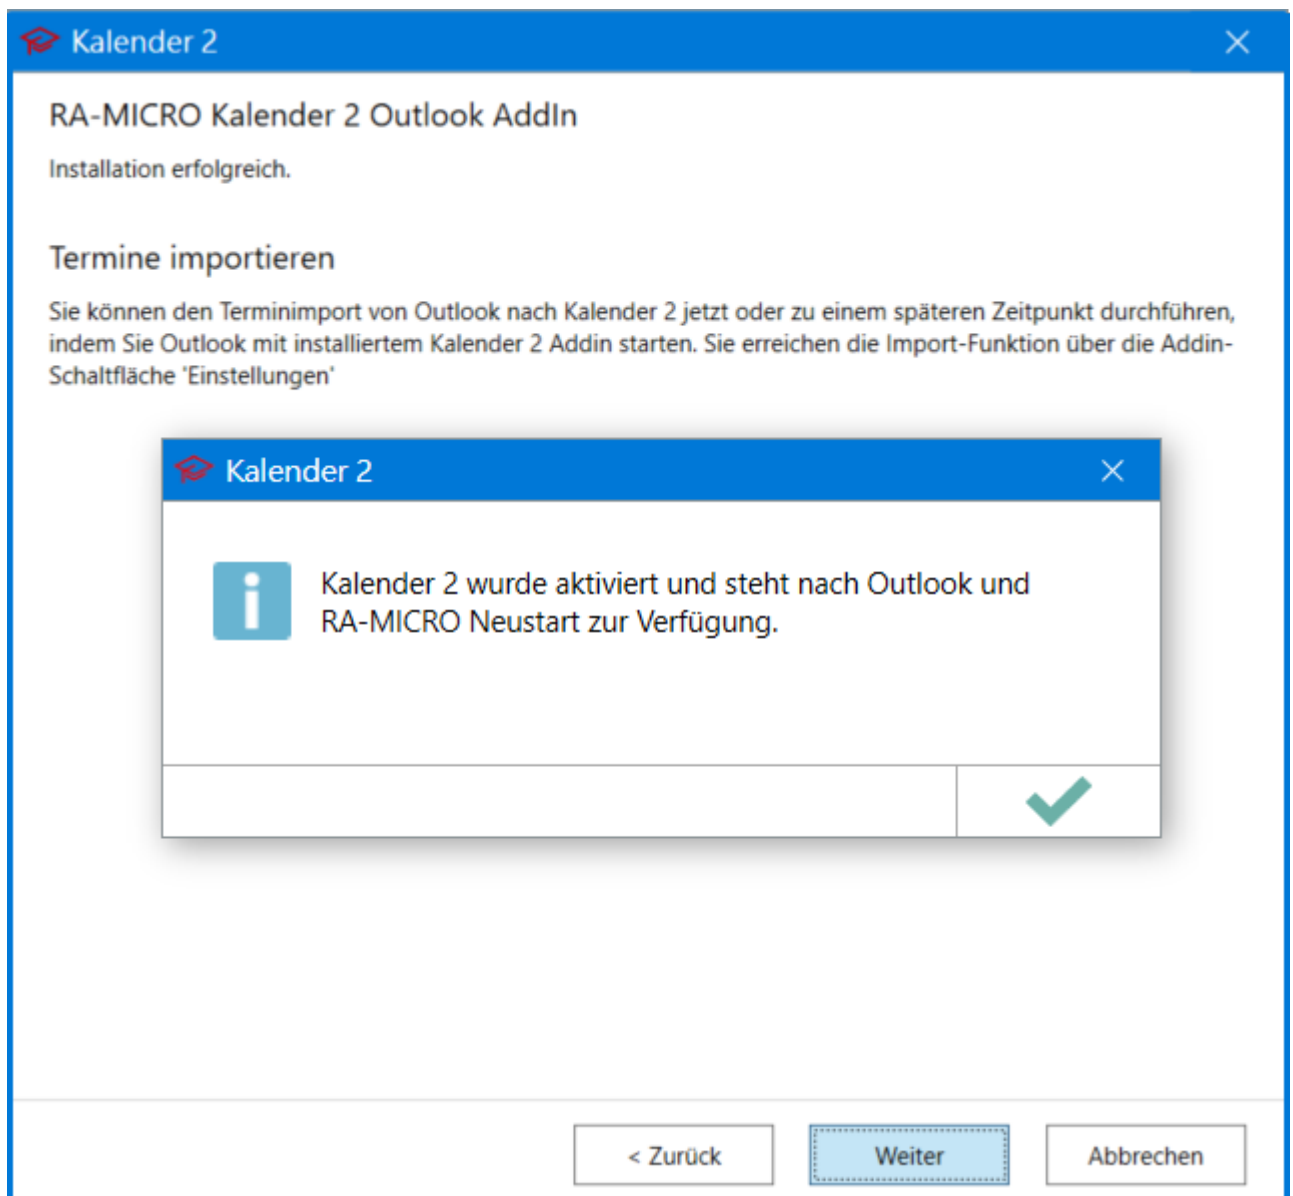 Kalender 2
RA-MICRO Kalender 2 Outlook AddIn
Installation erfolgreich.
Termine importieren
Sie können den Terminimport von Outlook nach Kalender 2 jetzt oder zu einem späteren Zeitpunkt durchführen,
indem Sie Outlook mit installiertem Kalender 2 Addin starten. Sie erreichen die Import-Funktion über die Addin-
Schaltfläche 'Einstellungen'
Kalender 2
Kalender 2 wurde aktiviert und steht nach Outlook und
RA-MICRO Neustart zur Verfügung.
< Zurück
Weiter
Abbrechen